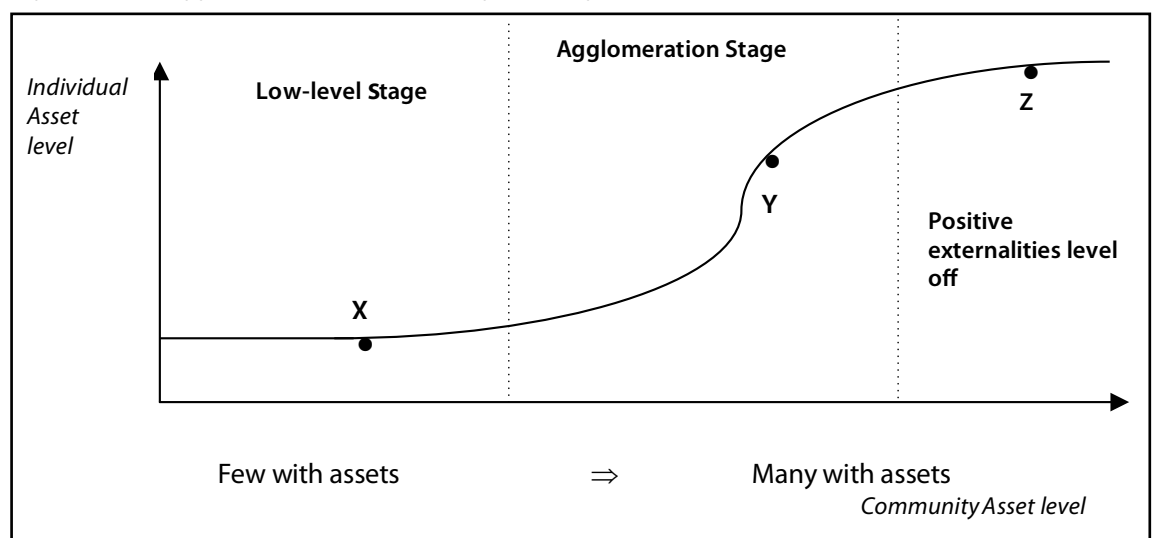 Agglomeration Stage
Individual
Asset
level
Low-level Stage
Z
Y
Positive
externalities level
off
X
Few with assets ⇒ Many with assets
Community Asset level